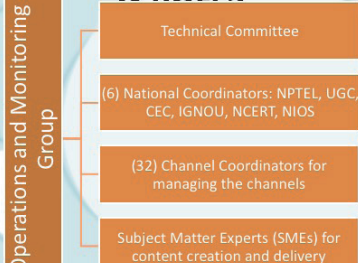 Operations and Monitoring
Group
Technical Committee
(6) National Coordinators: NPTEL, UGC,
CEC, IGNOU, NCERT, NIOS
(32) Channel Coordinators for
managing the channels
Subject Matter Experts (SMEs) for
content creation and delivery